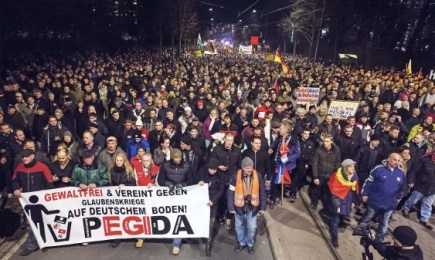 GEWALTFREI & VEREINT GEGEN
GLAUBENSKRIEGE
AUF DEUTSCHEM BODEN!
PEGIDA